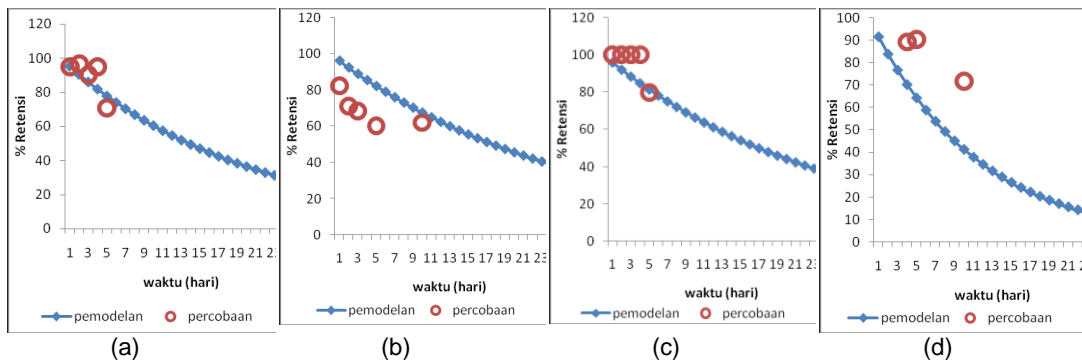 120
100
80
60
40
20
0
% Retensi
1 3 5 7 9 11 13 15 17 19 21 23
waktu (hari)
pemodelan percobaan
(a)
120
100
80
60
40
20
0
% Retensi
1 3 5 7 9 11 13 15 17 19 21 23
waktu (hari)
pemodelan percobaan
(b)
120
100
80
60
40
20
0
% Retensi
1 3 5 7 9 11 13 15 17 19 21 23
waktu (hari)
pemodelan percobaan
(c)
100
90
80
70
60
50
40
30
20
10
0
% Retensi
1 3 5 7 9 11 13 15 17 19 21
waktu (hari)
pemodelan percobaan
(d)